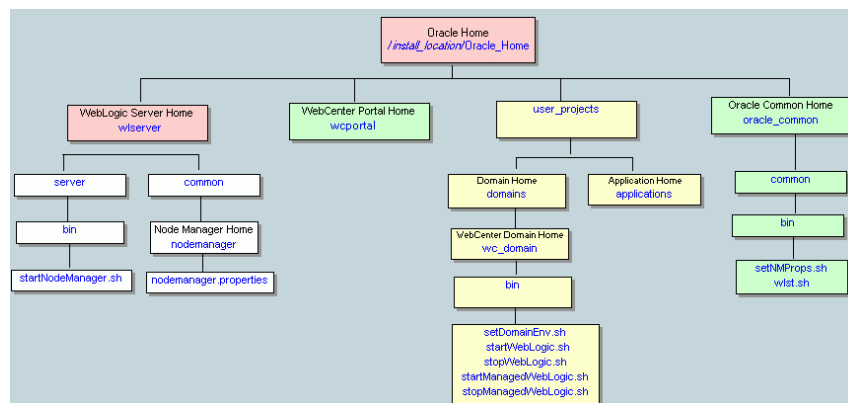 Oracle Home
/install_location/Oracle_Home
WebLogic Server Home
wlserver
WebCenter Portal Home
wcportal
user_projects
Oracle Common Home
oracle_common
server
common
Domain Home
domains
Application Home
applications
common
bin
Node Manager Home
nodemanager
WebCenter Domain Home
wc_domain
bin
startNodeManager.sh
nodemanager.properties
bin
setNMProps.sh
wlst.sh
setDomainEnv.sh
startWebLogic.sh
stopWebLogic.sh
startManagedWebLogic.sh
stopManagedWebLogic.sh